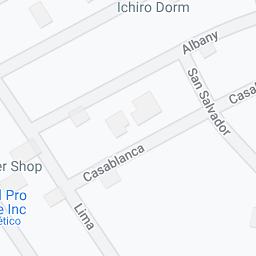 Ichiro Dorm
Albany
San Salvador
Casa
Casablanca
er Shop
Lima
l Pro
e Inc
ético